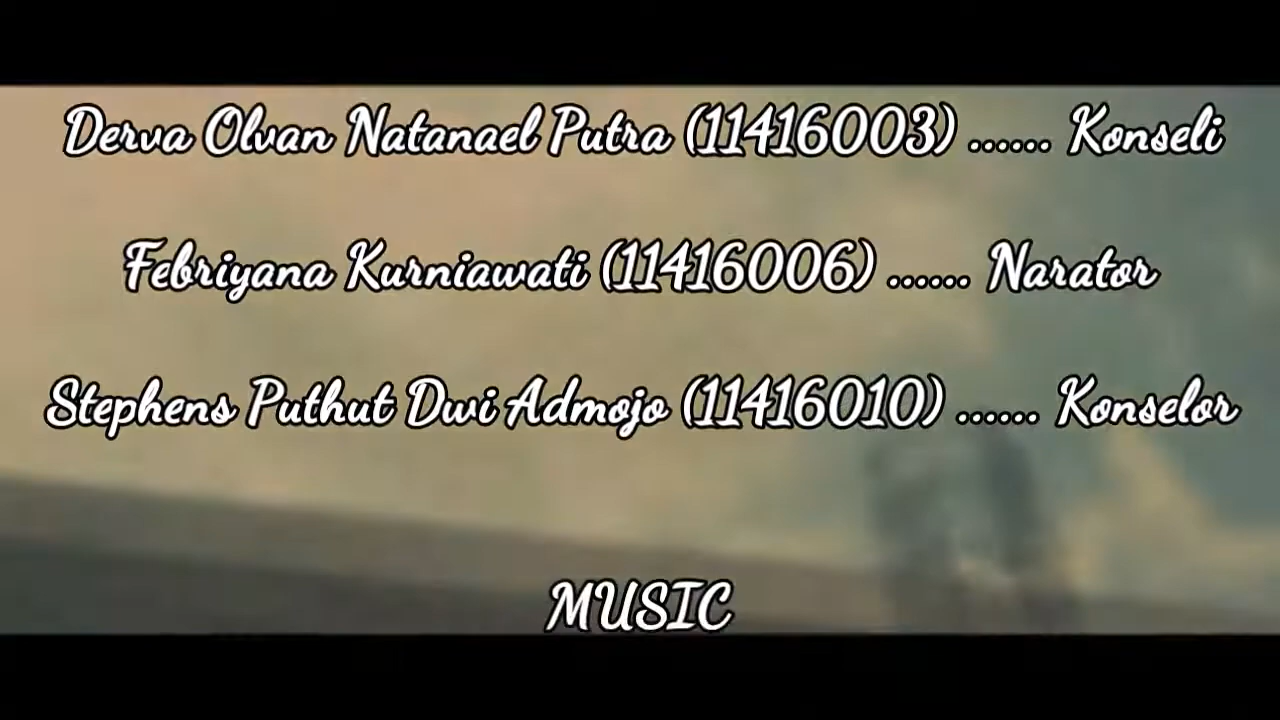 Derva Olvan Natanael Putra (11416003) ...... Konseli
Febriyana Kurniawati (11416006) ...... Narator
Stephens Puthut Dwi Admojo (11416010) ...... Konselor
MUSIC